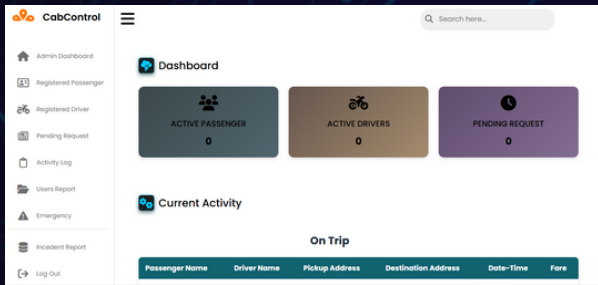 CabControl
Search here..
Admin Dashboard
Registered Passenger
Registered Driver
Pending Request
Activity Log
Users Report
Emergency
Incedent Report
Log Out
Dashboard
ACTIVE PASSENGER
0
ACTIVE DRIVERS
0
PENDING REQUEST
0
Current Activity
On Trip
Passenger Name Driver Name Pickup Address Destination Address Date-Time Fare